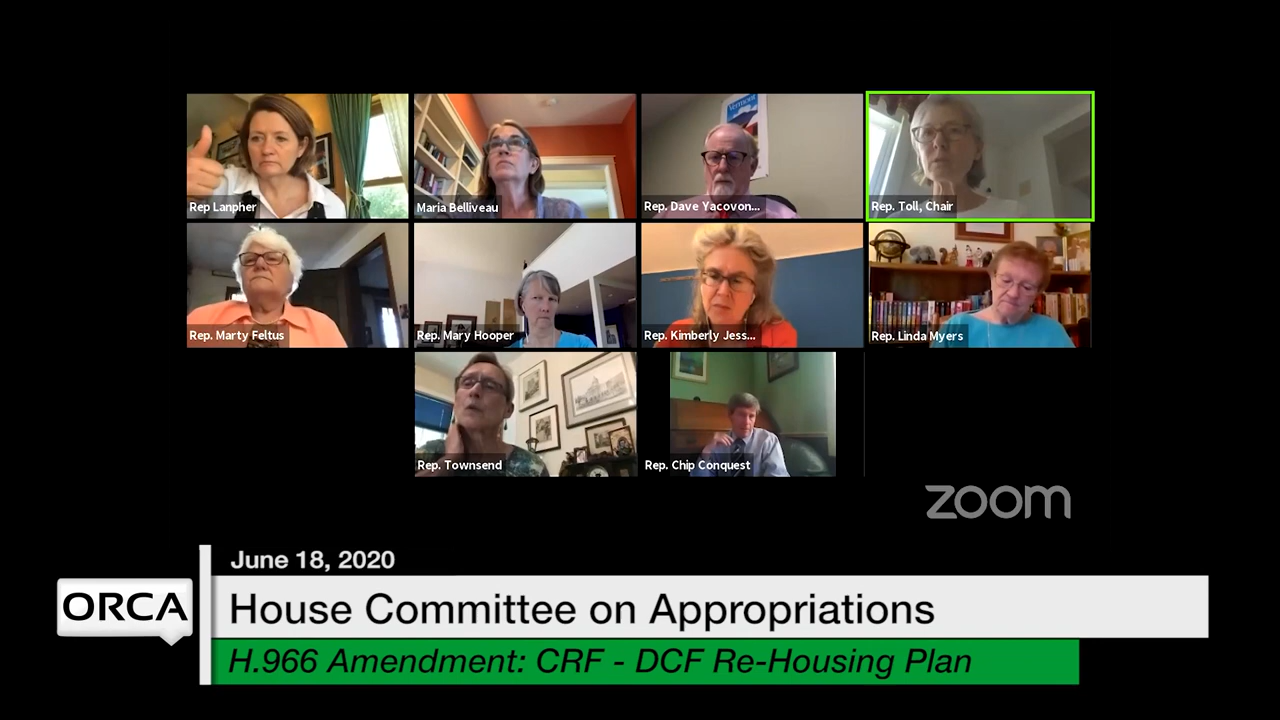 Vermont
Rep Lanpher
Maria Belliveau
Rep. Dave Yacovon...
Rep. Toll, Chair
Rep. Marty Feltus
Rep. Mary Hooper
Rep. Kimberly Jess...
Rep. Linda Myers
Rep. Townsend
Rep. Chip Conquest
zoom
June 18, 2020
ORCA
House Committee on Appropriations
H.966 Amendment: CRF - DCF Re-Housing Plan